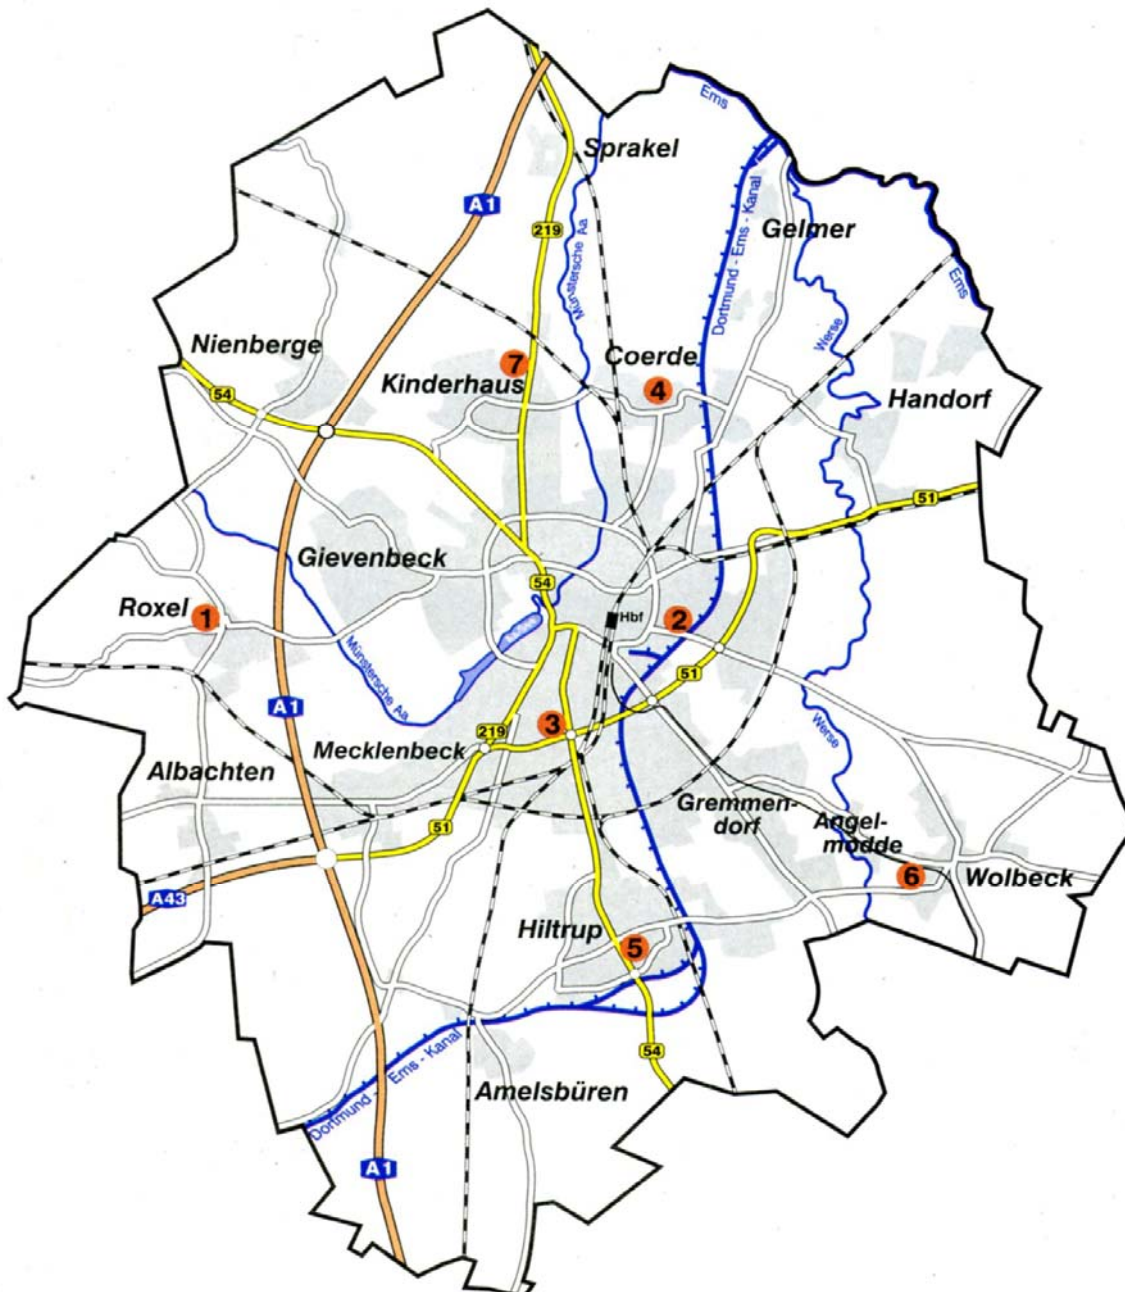 Ems
Sprakel
A1
219
Münstersche Aa
Dortmund - Ems - Kanal
Gelmer
Ems
Werse
Nienberge
7
Kinderhaus
Coerde
4
54
Handorf
51
Gievenbeck
54
Roxel
1
Hbf
2
Münstersche Aa
51
A1
219
3
Werse
Mecklenbeck
Albachten
Gremmen-
dorf
Angel-
modde
51
6
Wolbeck
A43
Hiltrup
5
54
Dortmund - Ems - Kanal
Amelsbüren
A1